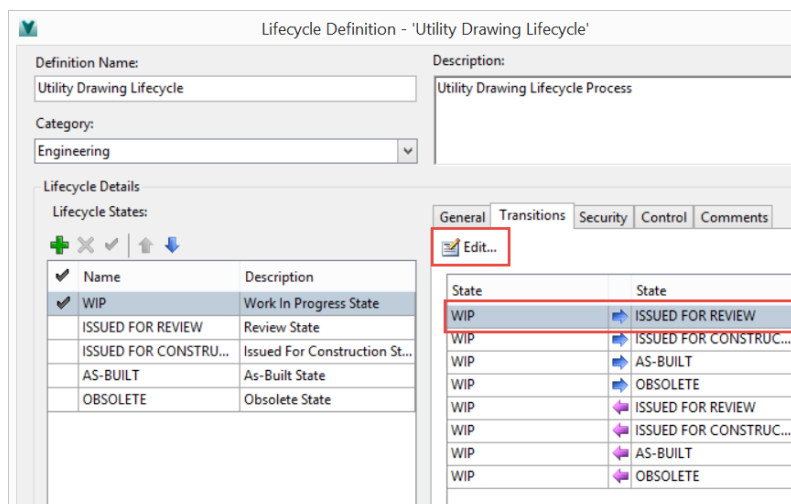 Lifecycle Definition - 'Utility Drawing Lifecycle'
Definition Name:
Utility Drawing Lifecycle
Description:
Utility Drawing Lifecycle Process
Category:
Engineering
Lifecycle Details
Lifecycle States:
General Transitions Security Control Comments
Edit...
Name Description
WIP Work In Progress State
ISSUED FOR REVIEW Review State
ISSUED FOR CONSTRU... Issued For Construction St...
AS-BUILT As-Built State
OBSOLETE Obsolete State
State State
WIP ISSUED FOR REVIEW
WIP ISSUED FOR CONSTRUC...
WIP AS-BUILT
WIP OBSOLETE
WIP ISSUED FOR REVIEW
WIP ISSUED FOR CONSTRUC...
WIP AS-BUILT
WIP OBSOLETE